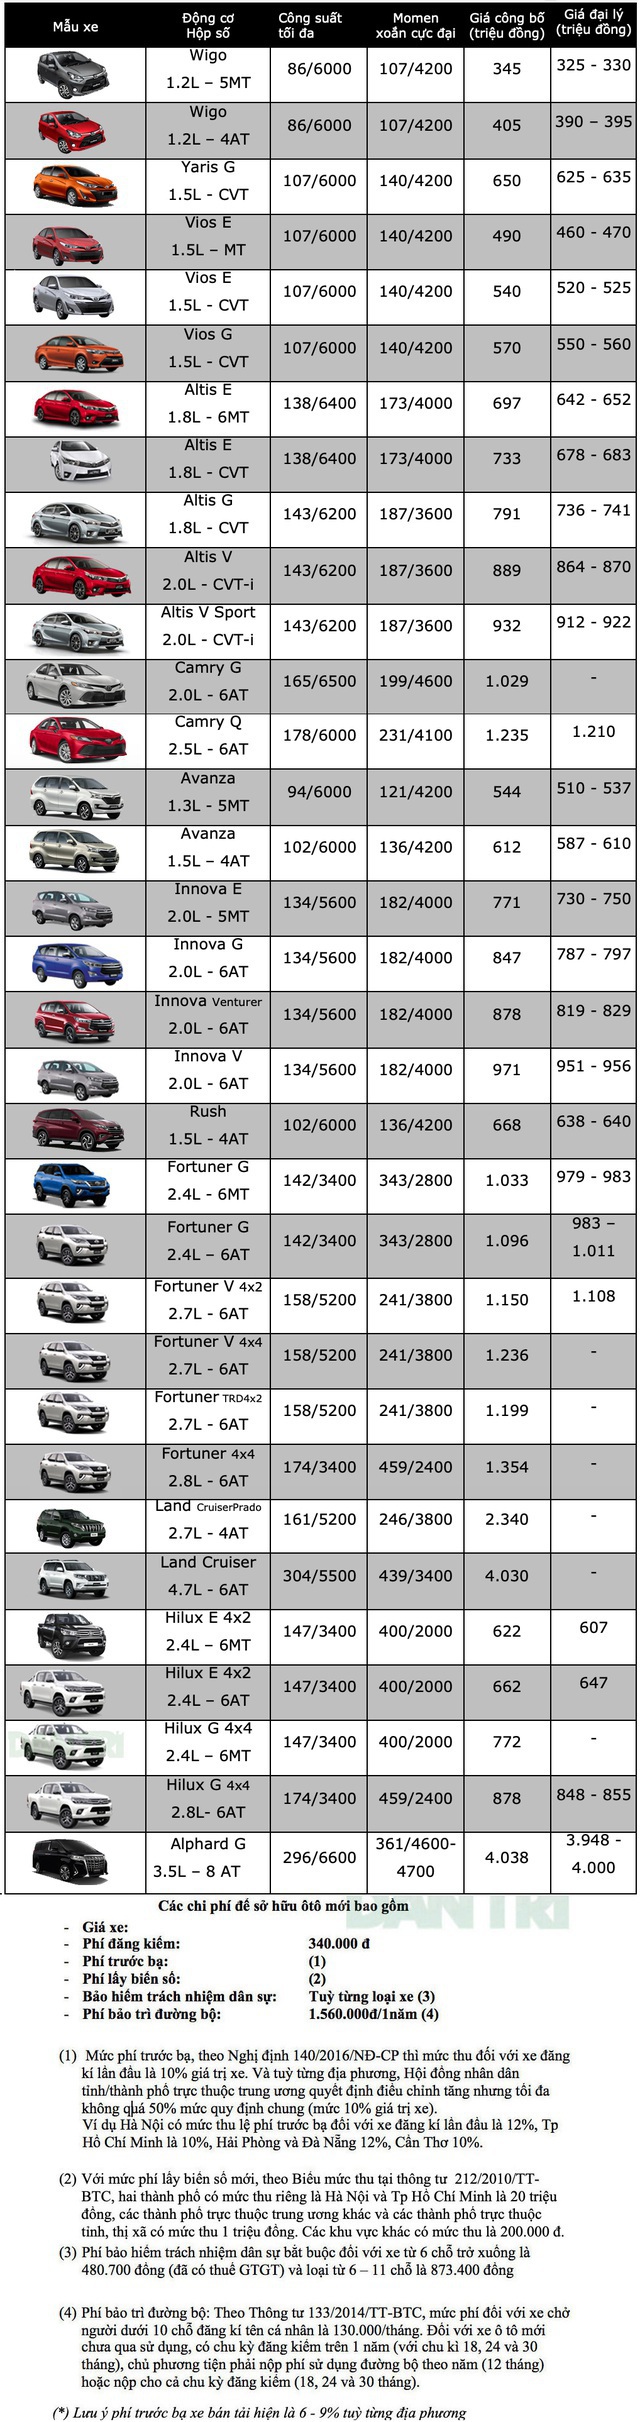 Mẫu xe
Động cơ
Hộp số
Công suất
tối đa
Momen
xoắn cực đại
Giá công bố
(triệu đồng)
Giá đại lý
(triệu đồng)
Wigo
1.2L – 5MT
86/6000
107/4200
345
325 - 330
Wigo
1.2L – 4AT
86/6000
107/4200
405
390 – 395
Yaris G
1.5L - CVT
107/6000
140/4200
650
625 - 635
Vios E
1.5L – MT
107/6000
140/4200
490
460 - 470
Vios E
1.5L - CVT
107/6000
140/4200
540
520 - 525
Vios G
1.5L - CVT
107/6000
140/4200
570
550 - 560
Altis E
1.8L - 6MT
138/6400
173/4000
697
642 - 652
Altis E
1.8L - CVT
138/6400
173/4000
733
678 - 683
Altis G
1.8L - CVT
143/6200
187/3600
791
736 - 741
Altis V
2.0L - CVT-i
143/6200
187/3600
889
864 - 870
Altis V Sport
2.0L - CVT-i
143/6200
187/3600
932
912 - 922
Camry G
2.0L - 6AT
165/6500
199/4600
1.029
-
Camry Q
2.5L - 6AT
178/6000
231/4100
1.235
1.210
Avanza
1.3L - 5MT
94/6000
121/4200
544
510 - 537
Avanza
1.5L – 4AT
102/6000
136/4200
612
587 - 610
Innova E
2.0L - 5MT
134/5600
182/4000
771
730 - 750
Innova G
2.0L - 6AT
134/5600
182/4000
847
787 - 797
Innova Venturer
2.0L - 6AT
134/5600
182/4000
878
819 - 829
Innova V
2.0L - 6AT
134/5600
182/4000
971
951 - 956
Rush
1.5L - 4AT
102/6000
136/4200
668
638 - 640
Fortuner G
2.4L - 6MT
142/3400
343/2800
1.033
979 - 983
Fortuner G
2.4L – 6AT
142/3400
343/2800
1.096
983 –
1.011
Fortuner V 4x2
2.7L - 6AT
158/5200
241/3800
1.150
1.108
Fortuner V 4x4
2.7L - 6AT
158/5200
241/3800
1.236
-
Fortuner TRD4x2
2.7L - 6AT
158/5200
241/3800
1.199
-
Fortuner 4x4
2.8L - 6AT
174/3400
459/2400
1.354
-
Land CruiserPrado
2.7L - 4AT
161/5200
246/3800
2.340
-
Land Cruiser
4.7L - 6AT
304/5500
439/3400
4.030
-
Hilux E 4x2
2.4L – 6MT
147/3400
400/2000
622
607
Hilux E 4x2
2.4L – 6AT
147/3400
400/2000
662
647
Hilux G 4x4
2.4L – 6MT
147/3400
400/2000
772
-
Hilux G 4x4
2.8L- 6AT
174/3400
459/2400
878
848 - 855
Alphard G
3.5L – 8 AT
296/6600
361/4600-
4700
4.038
3.948 -
4.000
DÂN TRÍ
Các chi phí để sở hữu ôtô mới bao gồm
- Giá xe:
- Phí đăng kiểm: 340.000 đ
- Phí trước bạ: (1)
- Phí lấy biển số: (2)
- Bảo hiểm trách nhiệm dân sự: Tuỳ từng loại xe (3)
- Phí bảo trì đường bộ: 1.560.000đ/1năm (4)
(1) Mức phí trước bạ, theo Nghị định 140/2016/NĐ-CP thì mức thu đối với xe đăng
kí lần đầu là 10% giá trị xe. Và tuỳ từng địa phương, Hội đồng nhân dân
tỉnh/thành phố trực thuộc trung ương quyết định điều chỉnh tăng nhưng tối đa
không quá 50% mức quy định chung (mức 10% giá trị xe).
Ví dụ Hà Nội có mức thu lệ phí trước bạ đối với xe đăng kí lần đầu là 12%, Tp
Hồ Chí Minh là 10%, Hải Phòng và Đà Nẵng 12%, Cần Thơ 10%.
(2) Với mức phí lấy biển số mới, theo Biểu mức thu tại thông tư 212/2010/TT-
BTC, hai thành phố có mức thu riêng là Hà Nội và Tp Hồ Chí Minh là 20 triệu
đồng, các thành phố trực thuộc trung ương khác và các thành phố trực thuộc
tỉnh, thị xã có mức thu 1 triệu đồng. Các khu vực khác có mức thu là 200.000 đ.
(3) Phí bảo hiểm trách nhiệm dân sự bắt buộc đối với xe từ 6 chỗ trở xuống là
480.700 đồng (đã có thuế GTGT) và loại từ 6 – 11 chỗ là 873.400 đồng
(4) Phí bảo trì đường bộ: Theo Thông tư 133/2014/TT-BTC, mức phí đối với xe chở
người dưới 10 chỗ đăng kí tên cá nhân là 130.000/tháng. Đối với xe ô tô mới
chưa qua sử dụng, có chu kỳ đăng kiểm trên 1 năm (với chu kì 18, 24 và 30
tháng), chủ phương tiện phải nộp phí sử dụng đường bộ theo năm (12 tháng)
hoặc nộp cho cả chu kỳ đăng kiểm (18, 24 và 30 tháng).
(*) Lưu ý phí trước bạ xe bán tải hiện là 6 - 9% tuỳ từng địa phương